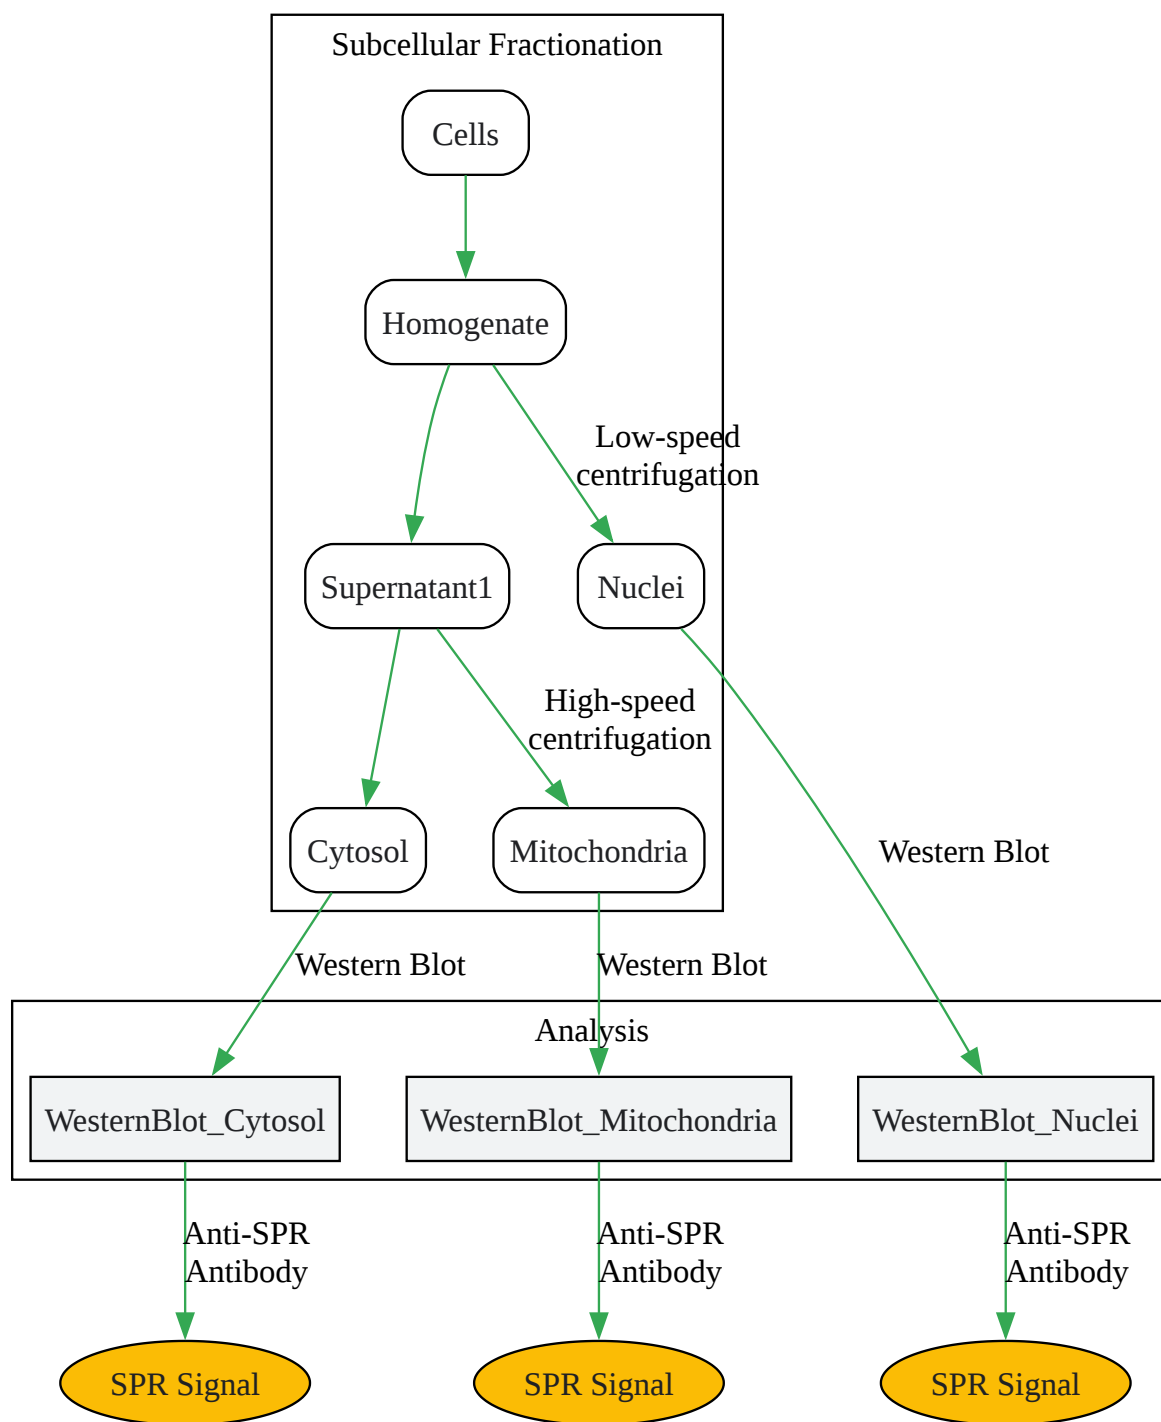 Subcellular Fractionation
Cells
Homogenate
Low-speed
centrifugation
Supernatant1
Nuclei
High-speed
centrifugation
Cytosol
Mitochondria
Western Blot
Western Blot
Western Blot
Analysis
WesternBlot_Cytosol
WesternBlot_Mitochondria
WesternBlot_Nuclei
Anti-SPR
Antibody
Anti-SPR
Antibody
Anti-SPR
Antibody
SPR Signal
SPR Signal
SPR Signal